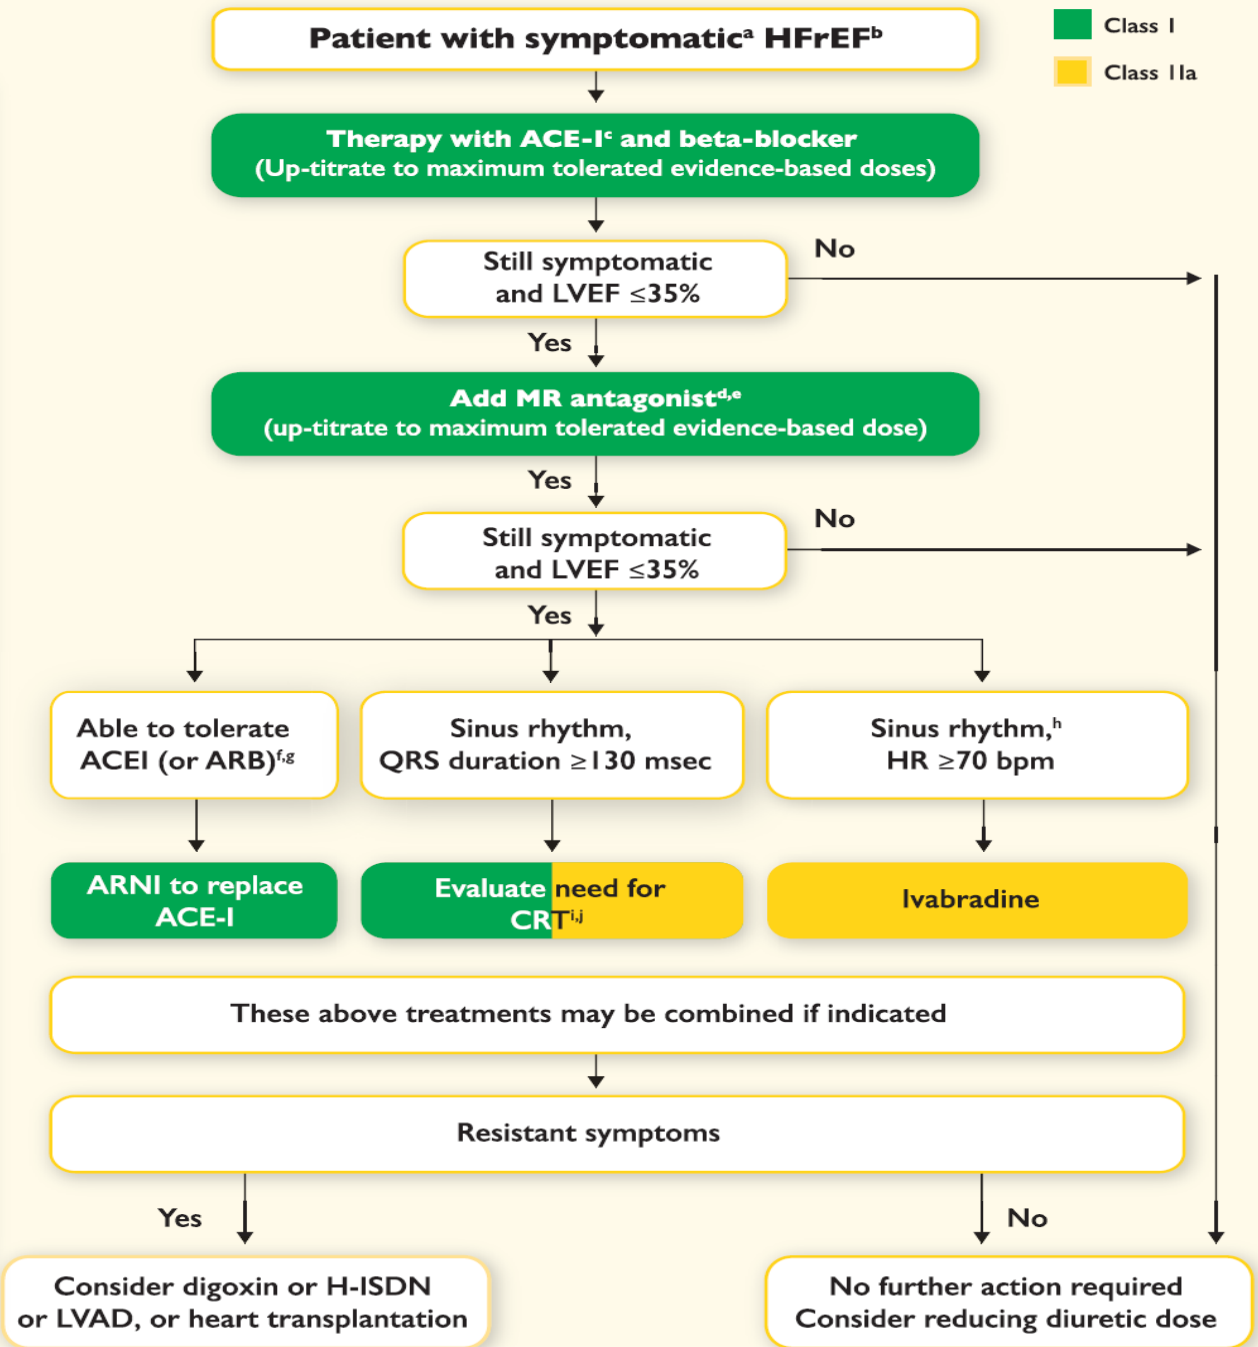 Patient with symptomaticᵃ HFrEFᵇ
Class I
Class IIa
Therapy with ACE-Iᶜ and beta-blocker
(Up-titrate to maximum tolerated evidence-based doses)
Still symptomatic
and LVEF ≤35%
No
Yes
Add MR antagonistᵈ,ᵉ
(up-titrate to maximum tolerated evidence-based dose)
Yes
Still symptomatic
and LVEF ≤35%
No
Yes
Able to tolerate
ACEI (or ARB)ᶠ,ᵍ
Sinus rhythm,
QRS duration ≥130 msec
Sinus rhythm,ʰ
HR ≥70 bpm
ARNI to replace
ACE-I
Evaluate need for
CRTⁱ,ʲ
Ivabradine
These above treatments may be combined if indicated
Resistant symptoms
Yes
No
Consider digoxin or H-ISDN
or LVAD, or heart transplantation
No further action required
Consider reducing diuretic dose